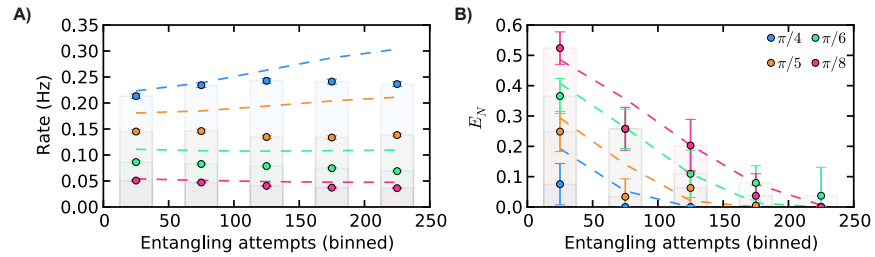 A)
0.35
0.30
0.25
0.20
0.15
0.10
0.05
0.00
Rate (Hz)
0 50 100 150 200 250
Entangling attempts (binned)
B)
0.6
0.5
0.4
0.3
0.2
0.1
0.0
E_N
π/4 π/6
π/5 π/8
0 50 100 150 200 250
Entangling attempts (binned)